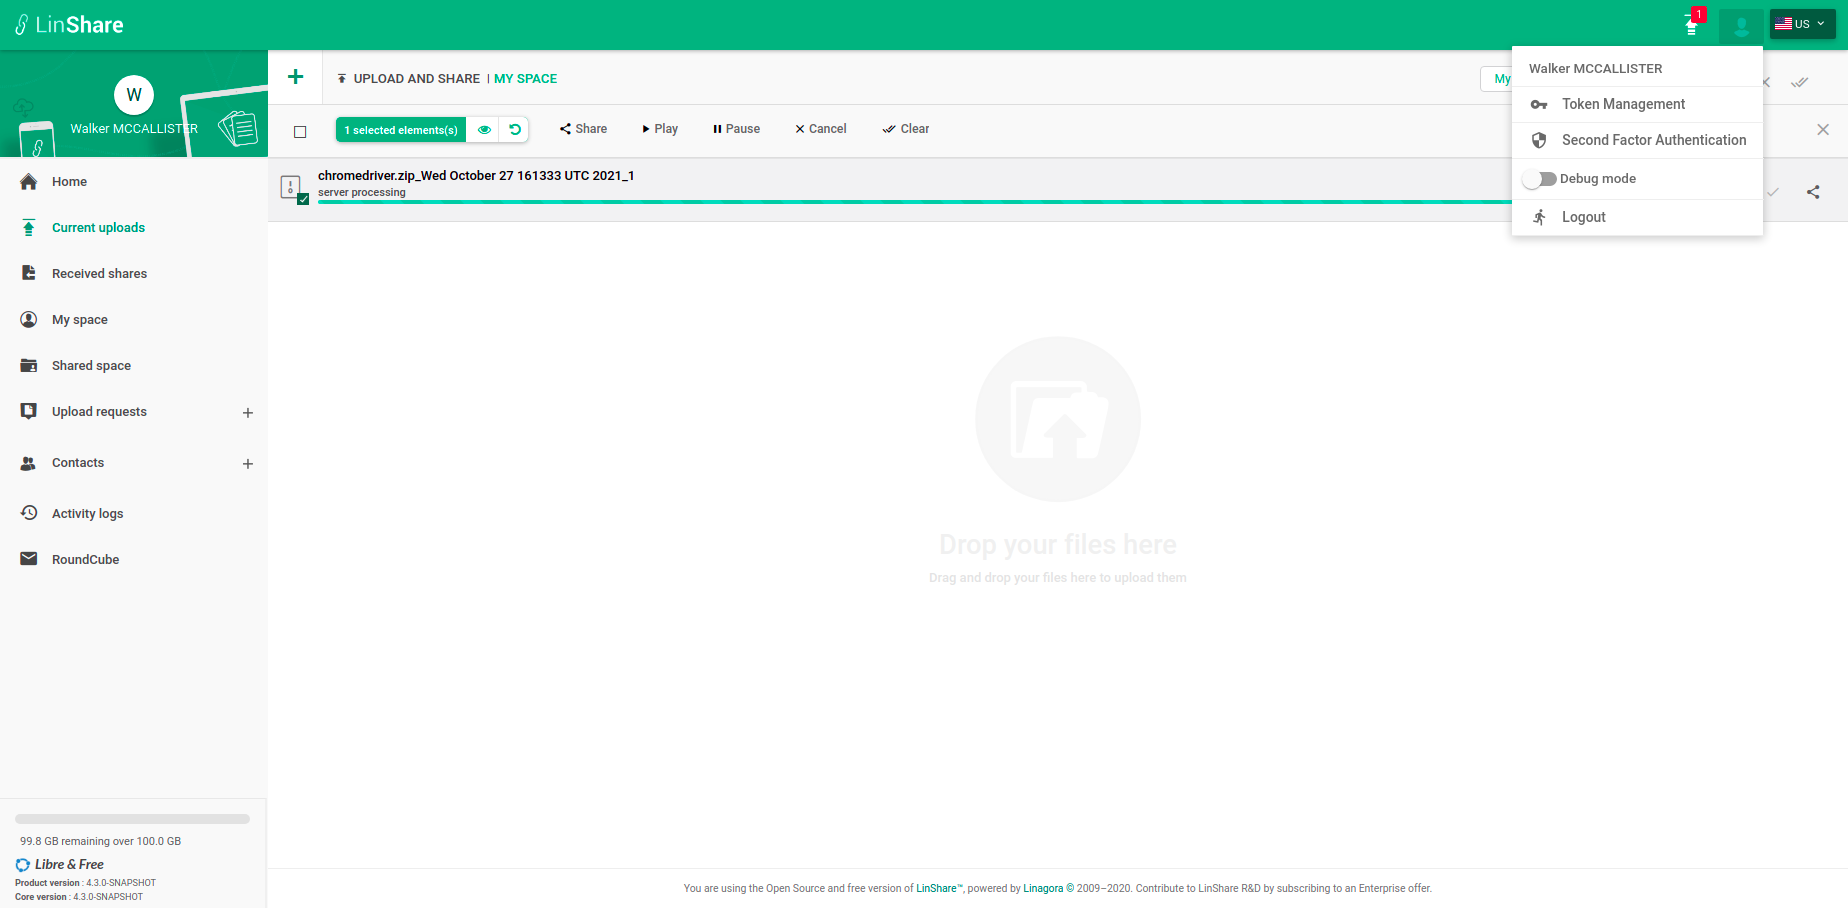 LinShare
1
US
W
Walker MCCALLISTER
Home
Current uploads
Received shares
My space
Shared space
Upload requests
Contacts
Activity logs
RoundCube
99.8 GB remaining over 100.0 GB
Libre & Free
Product version : 4.3.0-SNAPSHOT
Core version : 4.3.0-SNAPSHOT
UPLOAD AND SHARE | MY SPACE
My
1 selected elements(s)
Share
Play
Pause
Cancel
Clear
chromedriver.zip_Wed October 27 161333 UTC 2021_1
server processing
Walker MCCALLISTER
Token Management
Second Factor Authentication
Debug mode
Logout
Drop your files here
Drag and drop your files here to upload them
You are using the Open Source and free version of LinShare™, powered by Linagora © 2009–2020. Contribute to LinShare R&D by subscribing to an Enterprise offer.